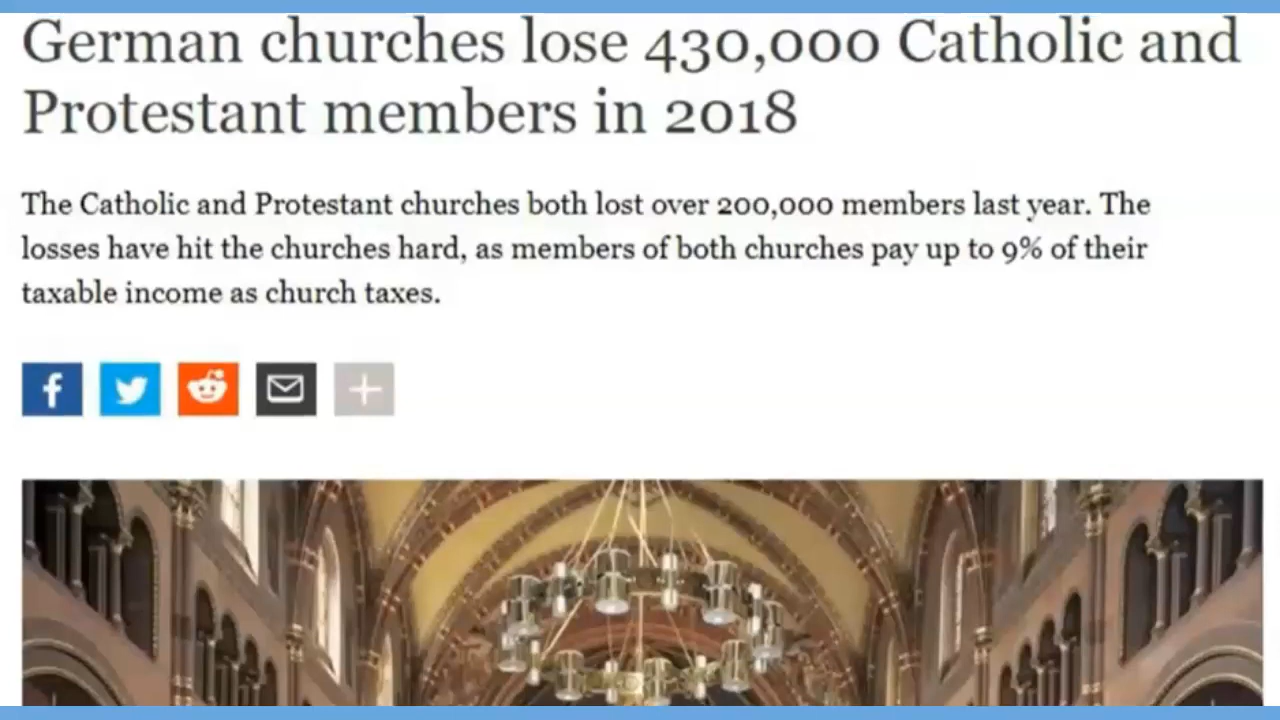 German churches lose 430,000 Catholic and
Protestant members in 2018
The Catholic and Protestant churches both lost over 200,000 members last year. The
losses have hit the churches hard, as members of both churches pay up to 9% of their
taxable income as church taxes.